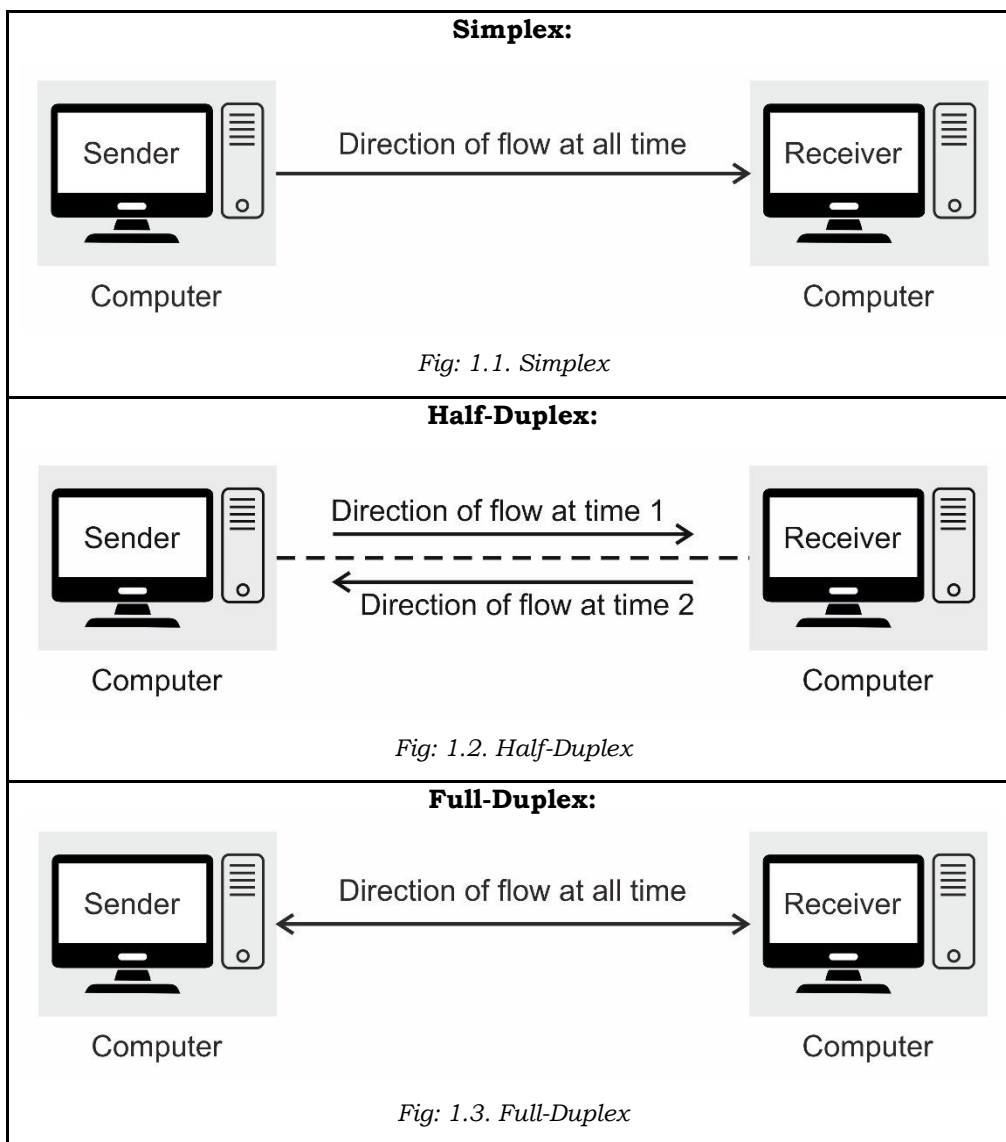 Simplex:
Sender
Direction of flow at all time
Receiver
Computer
Computer
Fig: 1.1. Simplex
Half-Duplex:
Sender
Direction of flow at time 1
Receiver
Direction of flow at time 2
Computer
Computer
Fig: 1.2. Half-Duplex
Full-Duplex:
Sender
Direction of flow at all time
Receiver
Computer
Computer
Fig: 1.3. Full-Duplex